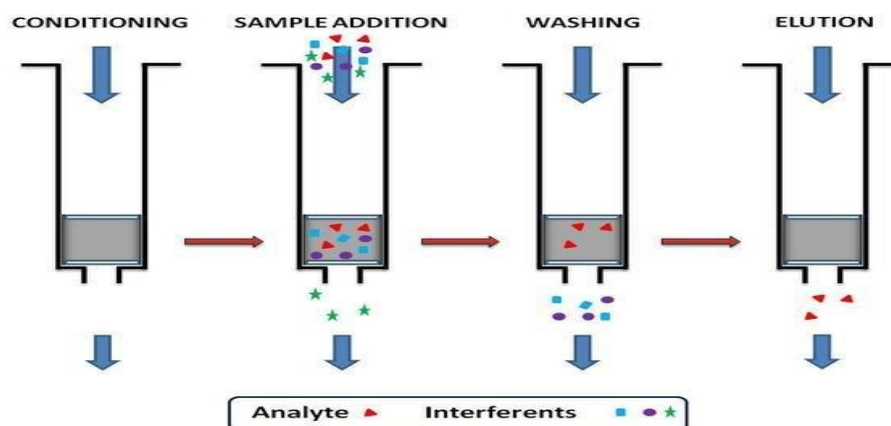 CONDITIONING SAMPLE ADDITION WASHING ELUTION
Analyte Interferents